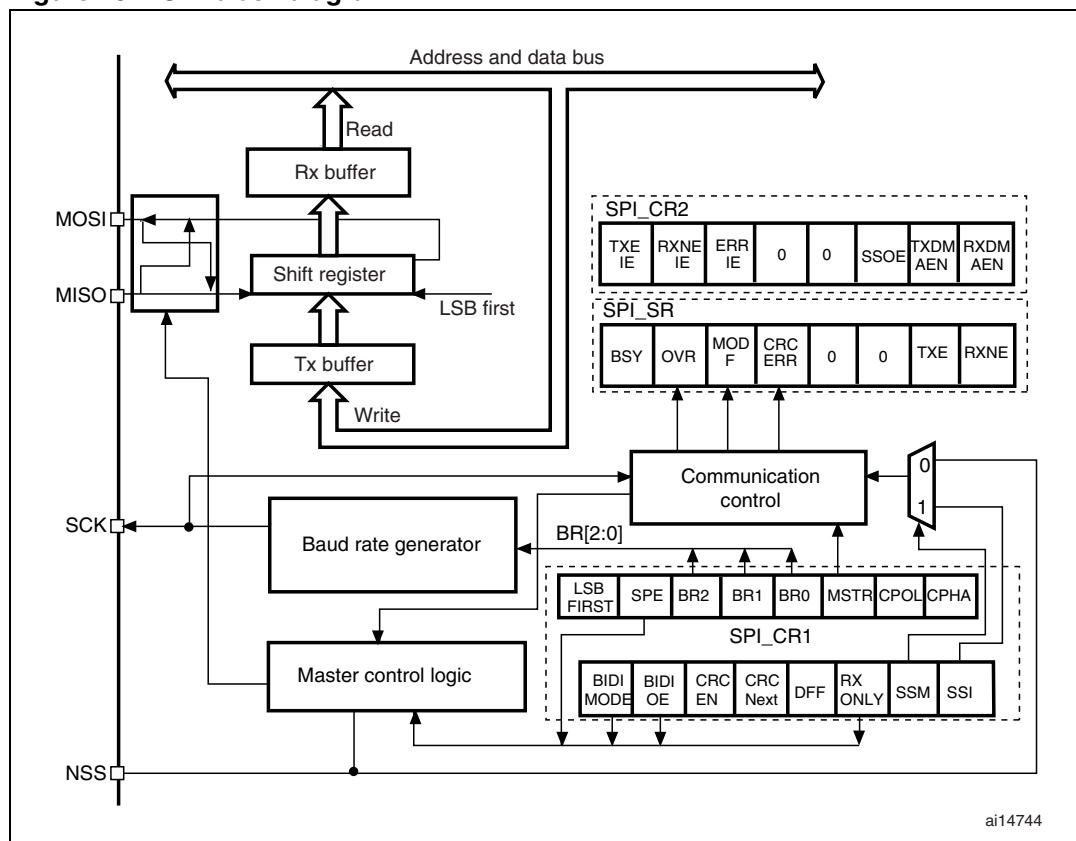 Address and data bus
Read
Rx buffer
MOSI
SPI_CR2
TXE
IE
RXNE
IE
ERR
IE
0
0
SSOE
TXDM
AEN
RXDM
AEN
Shift register
MISO
LSB first
SPI_SR
BSY
OVR
MOD
F
CRC
ERR
0
0
TXE
RXNE
Tx buffer
Write
Communication
control
0
1
SCK
Baud rate generator
BR[2:0]
LSB
FIRST
SPE
BR2
BR1
BR0
MSTR
CPOL
CPHA
SPI_CR1
Master control logic
BIDI
MODE
BIDI
OE
CRC
EN
CRC
Next
DFF
RX
ONLY
SSM
SSI
NSS
ai14744